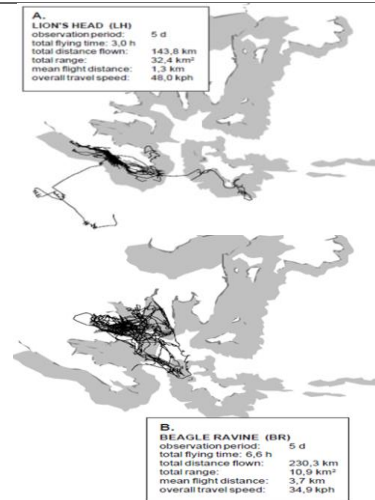 A.
LION'S HEAD (LH)
observation period: 5 d
total flying time: 3,0 h
total distance flown: 143,8 km
total range: 32,4 km²
mean flight distance: 1,3 km
overall travel speed: 48,0 kph
B.
BEAGLE RAVINE (BR)
observation period: 5 d
total flying time: 6,6 h
total distance flown: 230,3 km
total range: 10,9 km²
mean flight distance: 3,7 km
overall travel speed: 34,9 kph